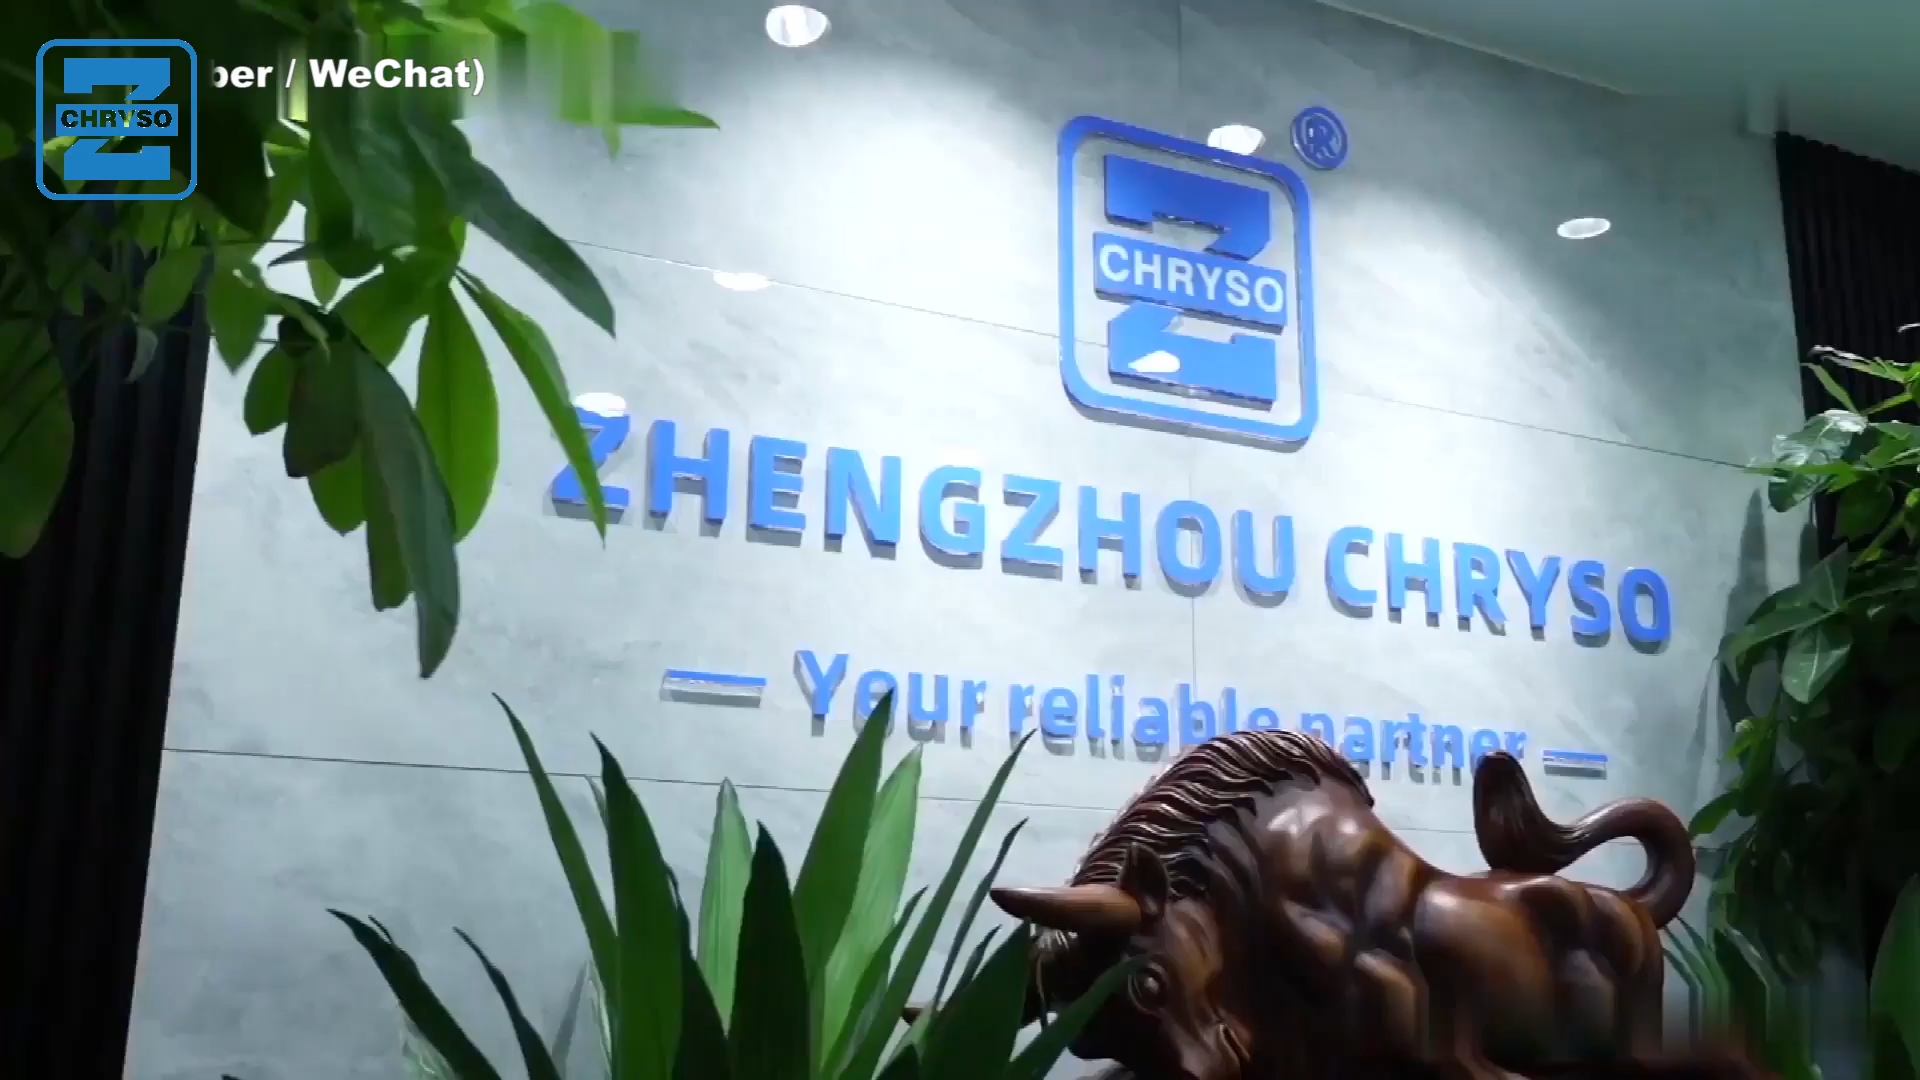 CHRYSO
ber / WeChat)
®
CHRYSO
ZHENGZHOU CHRYSO
— Your reliable partner —